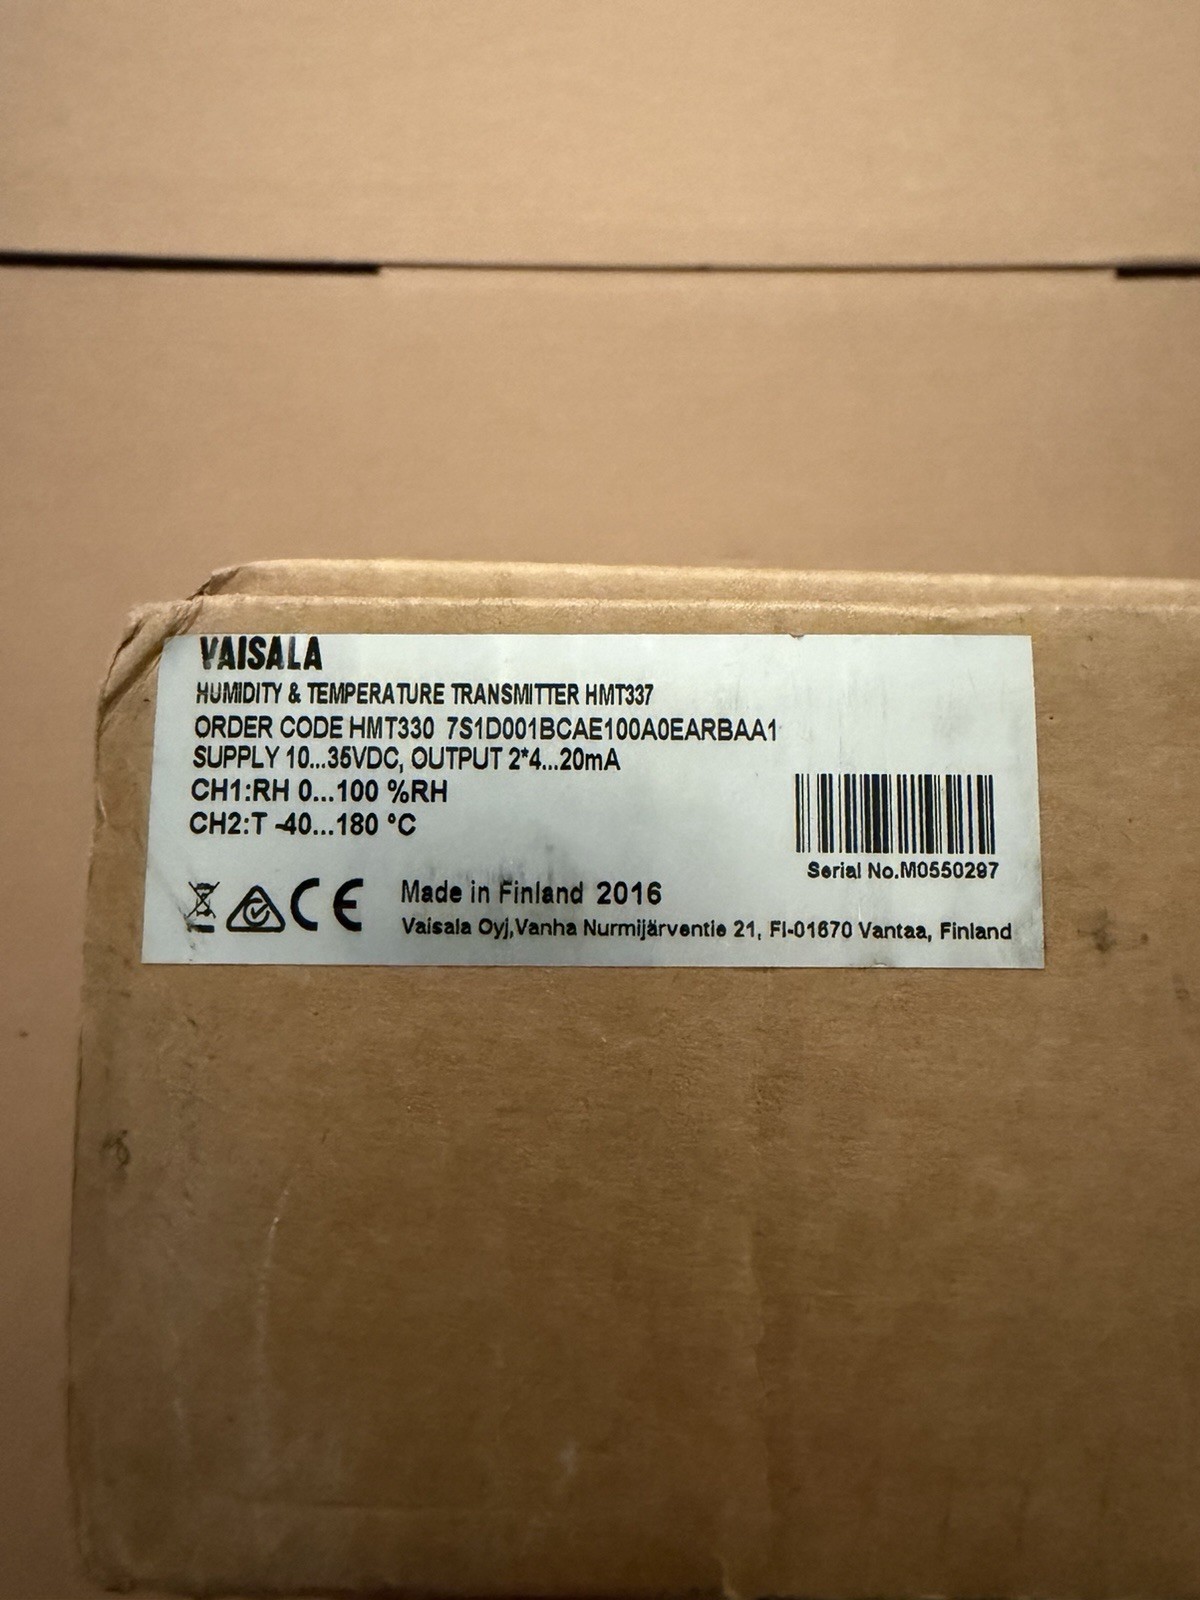 VAISALA
HUMIDITY & TEMPERATURE TRANSMITTER HMT337
ORDER CODE HMT330 7S1D001BCAE100A0EARBAA1
SUPPLY 10...35VDC, OUTPUT 2*4...20mA
CH1:RH 0...100 %RH
CH2:T -40...180 °C
Serial No.M0550297
CE
Made in Finland 2016
Vaisala Oyj,Vanha Nurmijärventie 21, FI-01670 Vantaa, Finland